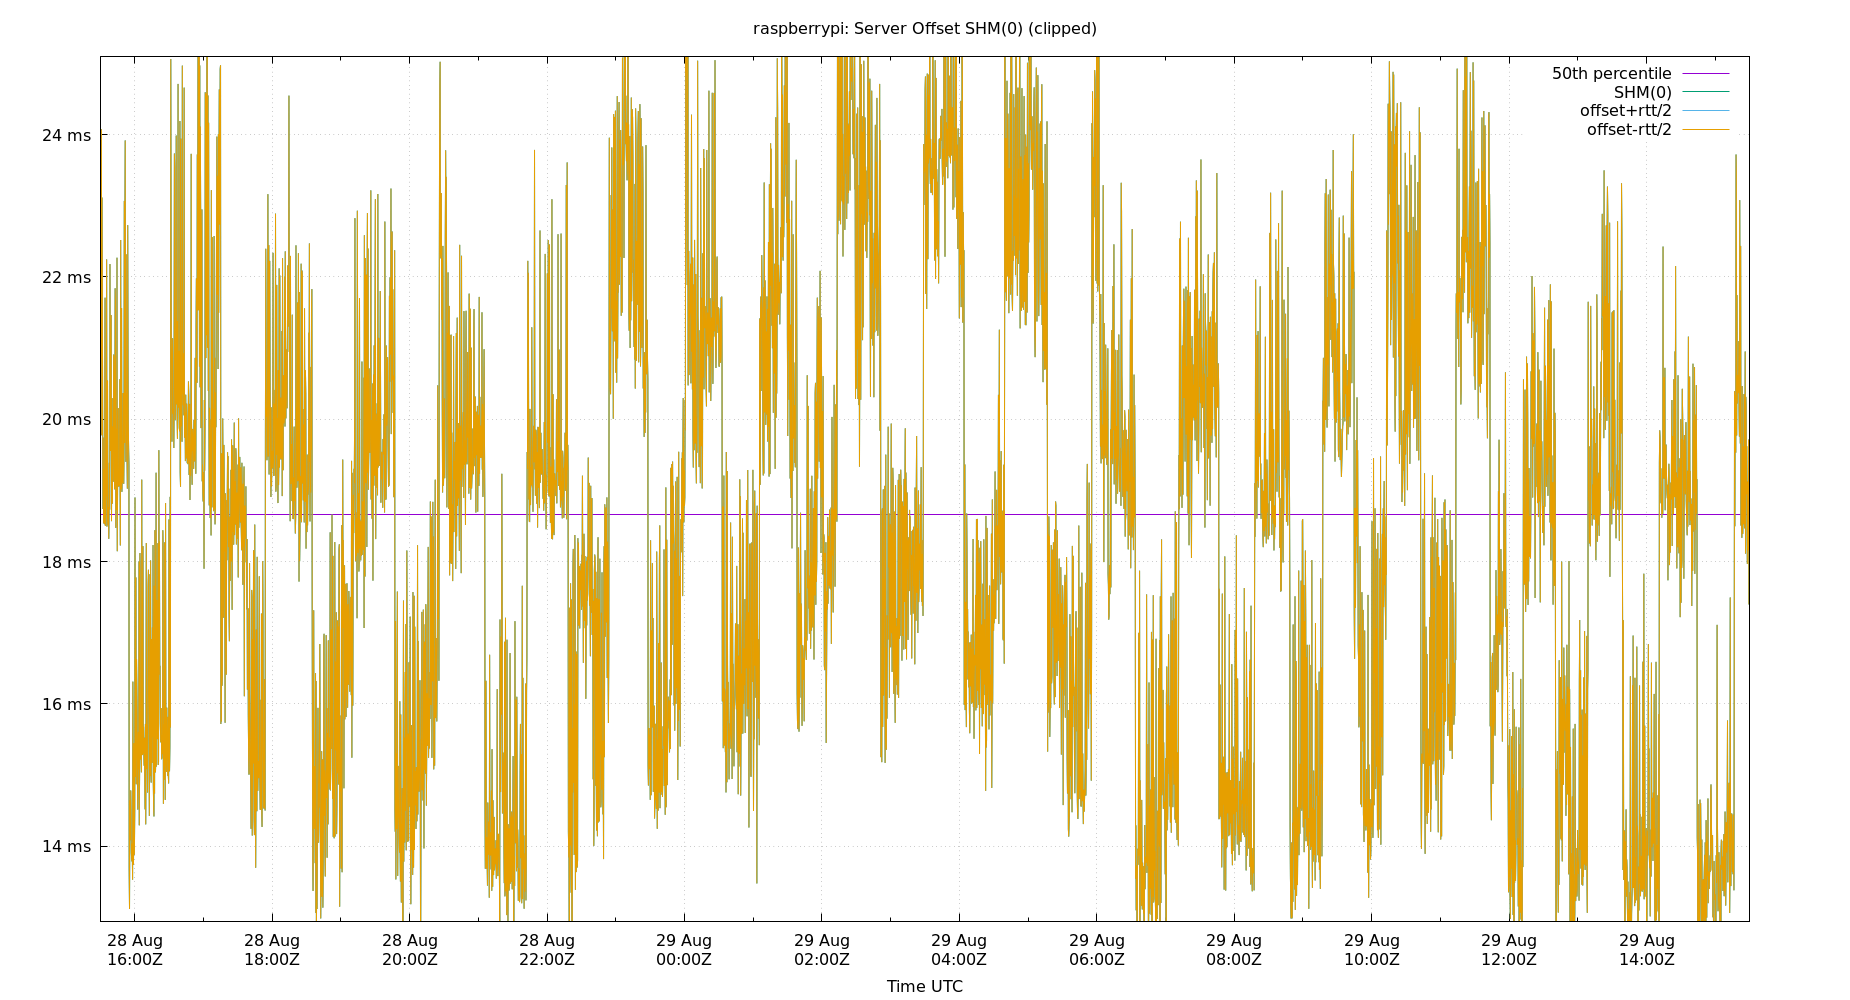 raspberrypi: Server Offset SHM(0) (clipped)
50th percentile
SHM(0)
offset+rtt/2
offset-rtt/2
24 ms
22 ms
20 ms
18 ms
16 ms
14 ms
28 Aug 28 Aug 28 Aug 28 Aug 29 Aug 29 Aug 29 Aug 29 Aug 29 Aug 29 Aug 29 Aug 29 Aug
16:00Z 18:00Z 20:00Z 22:00Z 00:00Z 02:00Z 04:00Z 06:00Z 08:00Z 10:00Z 12:00Z 14:00Z
Time UTC